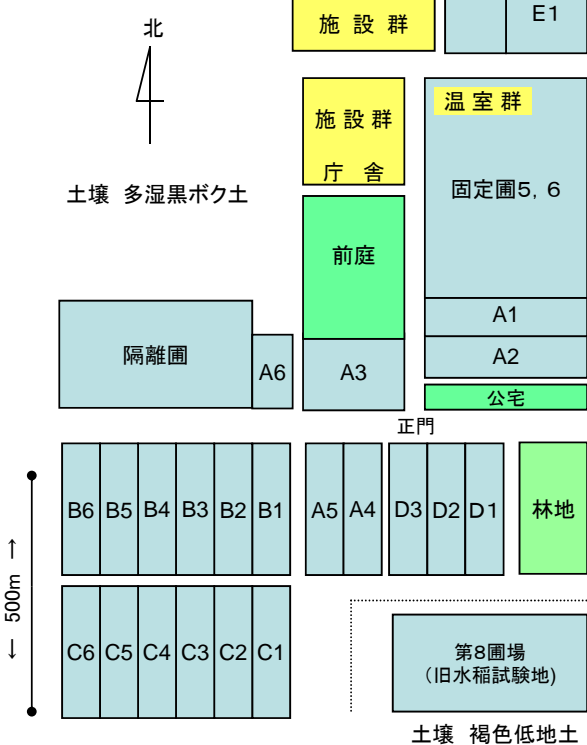 施 設 群
E1
北
施 設 群
庁 舎
温 室 群
固定圃5, 6
土壌 多湿黒ボク土
前庭
A1
A2
隔離圃
A6
A3
公宅
正門
B6
B5
B4
B3
B2
B1
A5
A4
D3
D2
D1
林地
← 500m →
C6
C5
C4
C3
C2
C1
第8圃場
(旧水稲試験地)
土壌 褐色低地土